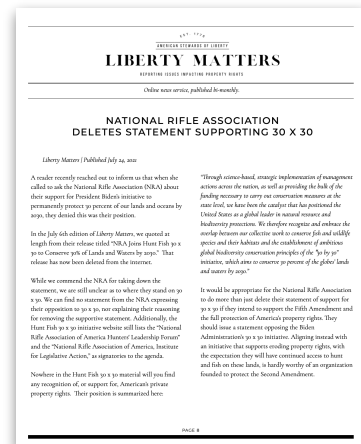 EST. 1778
AMERICAN STEWARDS OF LIBERTY
LIBERTY MATTERS
REPORTING ISSUES IMPACTING PROPERTY RIGHTS
Online news service, published bi-monthly.
NATIONAL RIFLE ASSOCIATION
DELETES STATEMENT SUPPORTING 30 X 30
Liberty Matters | Published July 24, 2021
A reader recently reached out to inform us that when she
called to ask the National Rifle Association (NRA) about
their support for President Biden's initiative to
permanently protect 30 percent of our lands and oceans by
2030, they denied this was their position.
In the July 6th edition of Liberty Matters, we quoted at
length from their release titled "NRA Joins Hunt Fish 30 x
30 to Conserve 30% of Lands and Waters by 2030." That
release has now been deleted from the internet.
While we commend the NRA for taking down the
statement, we are still unclear as to where they stand on 30
x 30. We can find no statement from the NRA expressing
their opposition to 30 x 30, nor explaining their reasoning
for removing the supportive statement. Additionally, the
Hunt Fish 30 x 30 initiative website still lists the "National
Rifle Association of America Hunters' Leadership Forum"
and the "National Rifle Association of America, Institute
for Legislative Action," as signatories to the agenda.
Nowhere in the Hunt Fish 30 x 30 material will you find
any recognition of, or support for, American's private
property rights. Their position is summarized here:
"Through science-based, strategic implementation of management
actions across the nation, as well as providing the bulk of the
funding necessary to carry out conservation measures at the
state level, we have been the catalyst that has positioned the
United States as a global leader in natural resource and
biodiversity protections. We therefore recognize and embrace the
overlap between our collective work to conserve fish and wildlife
species and their habitats and the establishment of ambitious
global biodiversity conservation principles of the "30 by 30"
initiative, which aims to conserve 30 percent of the globes' lands
and waters by 2030."
It would be appropriate for the National Rifle Association
to do more than just delete their statement of support for
30 x 30 if they intend to support the Fifth Amendment and
the full protection of America's property rights. They
should issue a statement opposing the Biden
Administration's 30 x 30 initiative. Aligning instead with
an initiative that supports eroding property rights, with
the expectation they will have continued access to hunt
and fish on these lands, is hardly worthy of an organization
founded to protect the Second Amendment.
PAGE 8